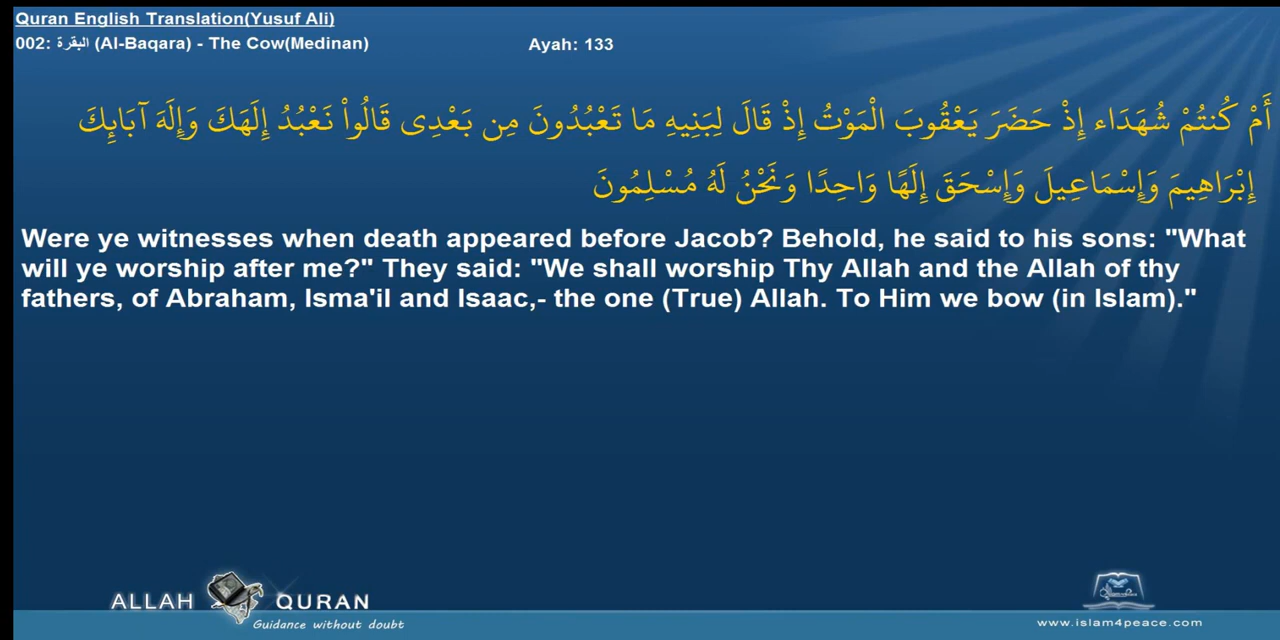 Quran English Translation(Yusuf Ali)
002: البقرة (Al-Baqara) - The Cow(Medinan)
Ayah: 133
أَمْ كُنتُمْ شُهَدَاء إِذْ حَضَرَ يَعْقُوبَ الْمَوْتُ إِذْ قَالَ لِبَنِيهِ مَا تَعْبُدُونَ مِن بَعْدِى قَالُواْ نَعْبُدُ إِلَهَكَ وَإِلَهَ آبَائِكَ
إِبْرَاهِيمَ وَإِسْمَاعِيلَ وَإِسْحَقَ إِلَهًا وَاحِدًا وَنَحْنُ لَهُ مُسْلِمُونَ
Were ye witnesses when death appeared before Jacob? Behold, he said to his sons: "What
will ye worship after me?" They said: "We shall worship Thy Allah and the Allah of thy
fathers, of Abraham, Isma'il and Isaac,- the one (True) Allah. To Him we bow (in Islam)."
ALLAH QURAN
Guidance without doubt
www.islam4peace.com